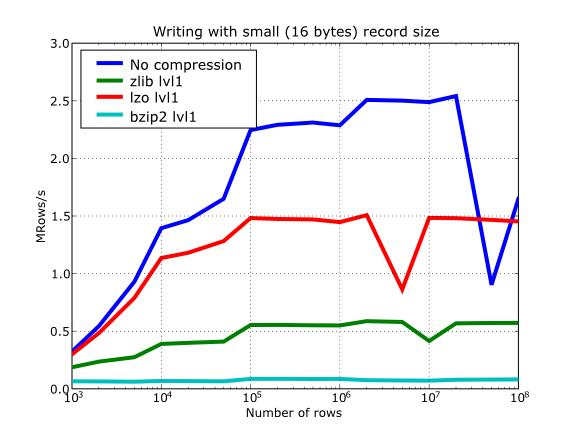 Writing with small (16 bytes) record size
3.0
2.5
2.0
1.5
1.0
0.5
0.0
MRows/s
No compression
zlib lvl1
lzo lvl1
bzip2 lvl1
10³ 10⁴ 10⁵ 10⁶ 10⁷ 10⁸
Number of rows